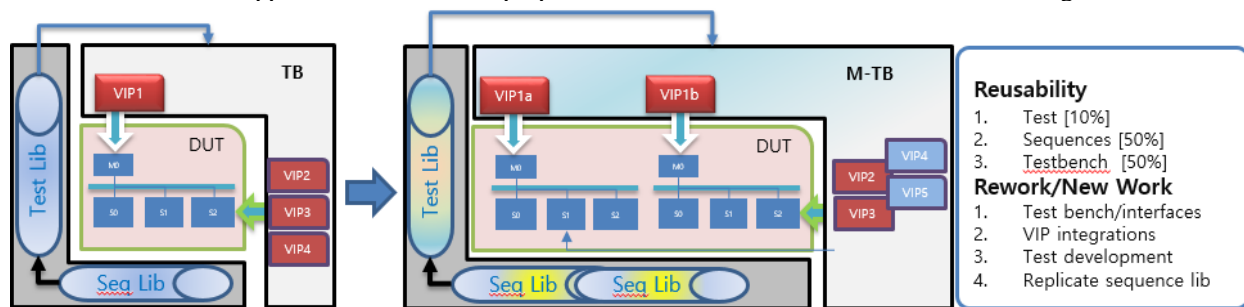 TB
VIP1
DUT
M0
S0
S1
S2
VIP2
VIP3
VIP4
Test Lib
Seq Lib
M-TB
VIP1a
VIP1b
DUT
M0
M0
S0
S1
S2
S0
S1
S2
VIP4
VIP2
VIP5
VIP3
Test Lib
Seq Lib
Seq Lib
Reusability
1. Test [10%]
2. Sequences [50%]
3. Testbench [50%]
Rework/New Work
1. Test bench/interfaces
2. VIP integrations
3. Test development
4. Replicate sequence lib